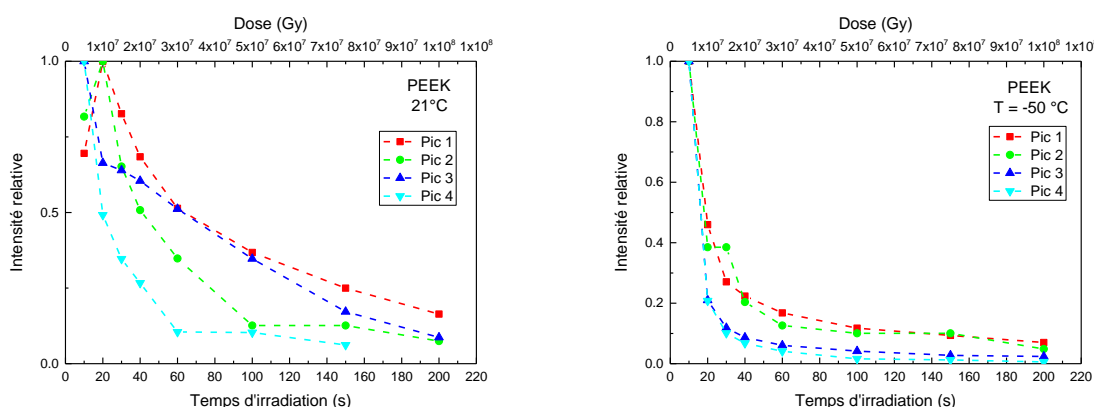 Dose (Gy)
0 1x10⁷ 2x10⁷ 3x10⁷ 4x10⁷ 5x10⁷ 7x10⁷ 8x10⁷ 9x10⁷ 1x10⁸ 1x10⁸
1.0
PEEK
21°C
Pic 1
Pic 2
Pic 3
Pic 4
Intensité relative
0.5
0.0
0 20 40 60 80 100 120 140 160 180 200 220
Temps d'irradiation (s)
Dose (Gy)
0 1x10⁷ 2x10⁷ 3x10⁷ 4x10⁷ 5x10⁷ 7x10⁷ 8x10⁷ 9x10⁷ 1x10⁸ 1x10
1.0
PEEK
T = -50 °C
Pic 1
Pic 2
Pic 3
Pic 4
0.8
0.6
Intensité relative
0.4
0.2
0.0
0 20 40 60 80 100 120 140 160 180 200 220
Temps d'irradiation (s)